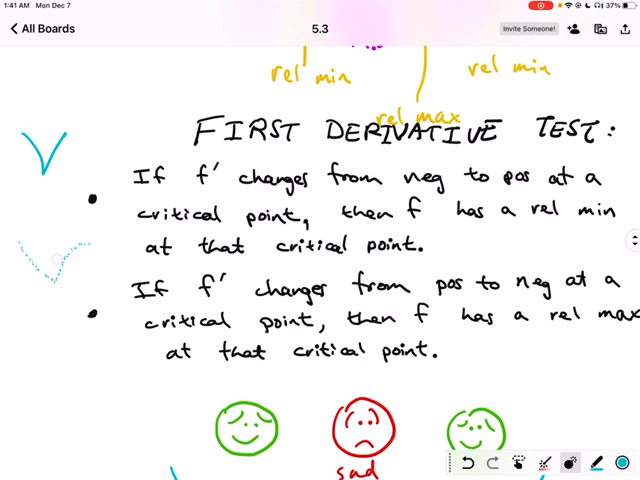 1:41 AM Mon Dec 7
37%
All Boards
5.3
Invite Someone!
rel min
rel min
rel max
FIRST DERIVATIVE TEST:
• If f' changes from neg to pos at a
critical point, then f has a rel min
at that critical point.
• If f' changes from pos to neg at a
critical point, then f has a rel max
at that critical point.
sad